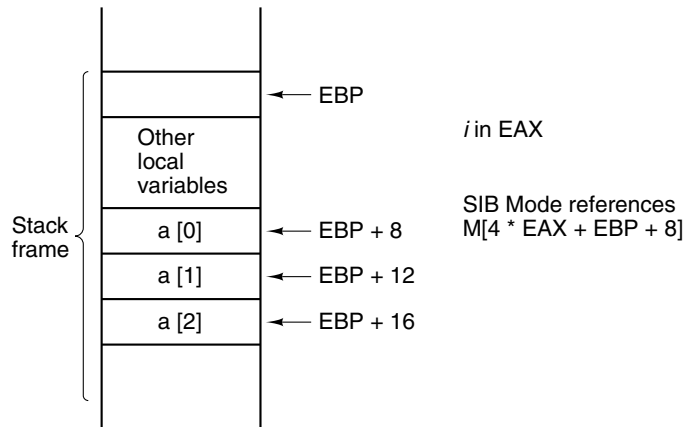 EBP
i in EAX
Other
local
variables
SIB Mode references
M[4 * EAX + EBP + 8]
Stack
frame
a [0]
EBP + 8
a [1]
EBP + 12
a [2]
EBP + 16